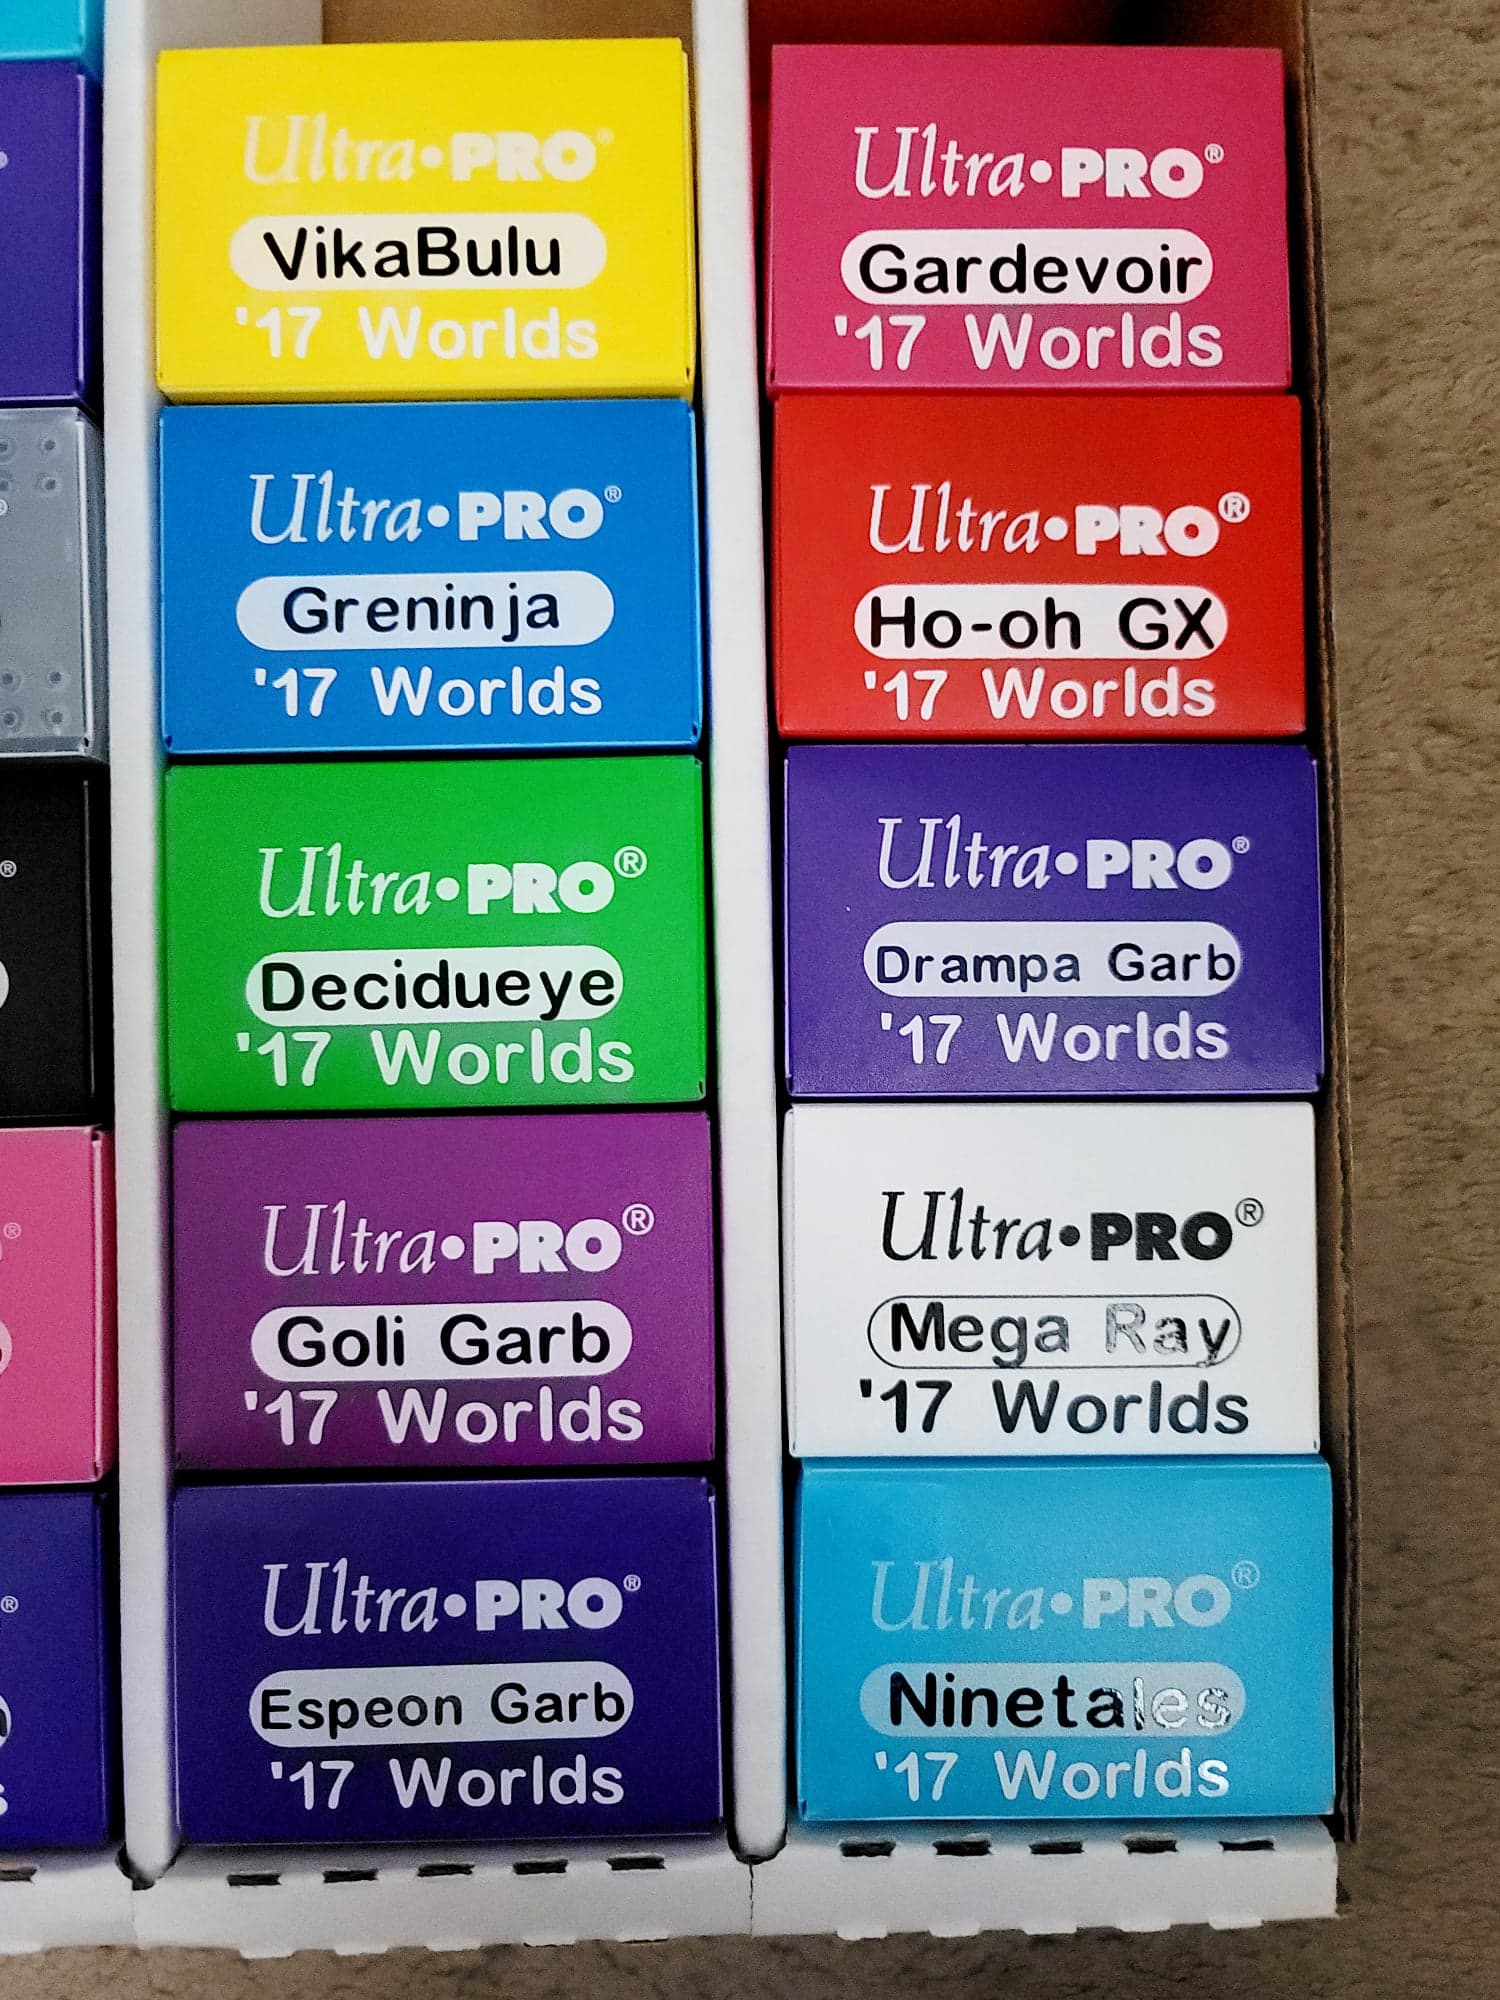 Ultra•PRO®
VikaBulu
'17 Worlds
Ultra•PRO®
Greninja
'17 Worlds
Ultra•PRO®
Decidueye
'17 Worlds
Ultra•PRO®
Goli Garb
'17 Worlds
Ultra•PRO®
Espeon Garb
'17 Worlds
Ultra•PRO®
Gardevoir
'17 Worlds
Ultra•PRO®
Ho-oh GX
'17 Worlds
Ultra•PRO®
Drampa Garb
'17 Worlds
Ultra•PRO®
Mega Ray
'17 Worlds
Ultra•PRO®
Ninetales
'17 Worlds